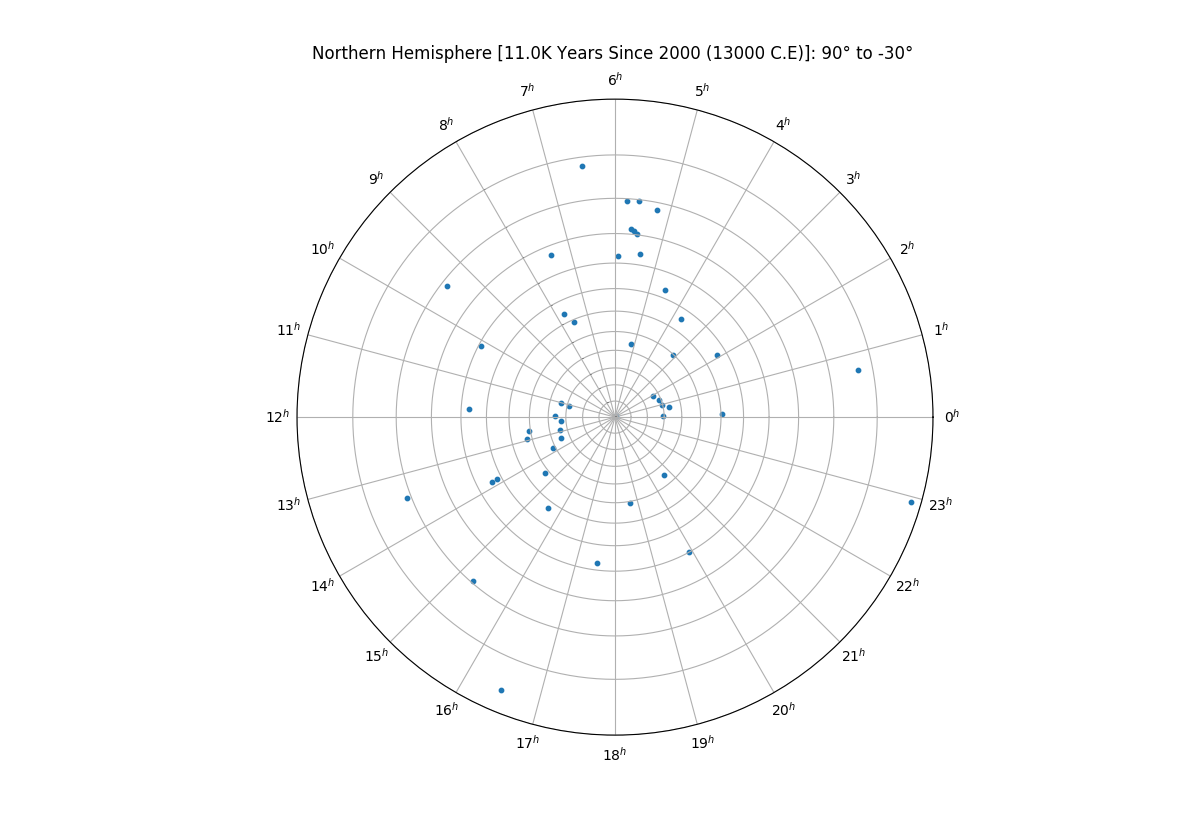 Northern Hemisphere [11.0K Years Since 2000 (13000 C.E)]: 90° to -30°
6h
7h
5h
8h
4h
9h
3h
10h
2h
11h
1h
12h
0h
13h
23h
14h
22h
15h
21h
16h
20h
17h
19h
18h